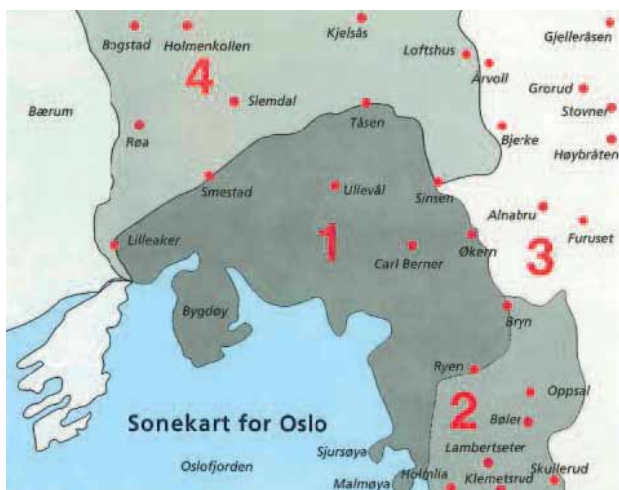 Kjelsås
Gjelleråsen
Bogstad
Holmenkollen
Loftshus
Årvoll
4
Grorud
Slemdal
Stovner
Bærum
Tåsen
Røa
Bjerke
Høybråten
Smestad
Ullevål
Sinsen
Alnabru
Furuset
Lilleaker
1
Carl Berner
Økern
3
Bygdøy
Bryn
Ryen
Oppsal
2
Sonekart for Oslo
Bøler
Sjursøya
Lambertseter
Oslofjorden
Holmlia
Skullerud
Malmøya
Klemetsrud